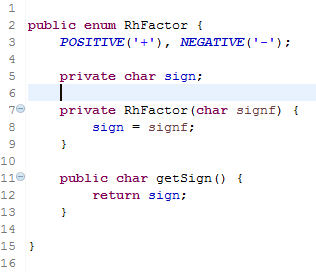 1
2 public enum RhFactor {
3     POSITIVE('+'), NEGATIVE('-');
4
5     private char sign;
6
7     private RhFactor(char signf) {
8         sign = signf;
9     }
10
11     public char getSign() {
12         return sign;
13     }
14
15 }
16